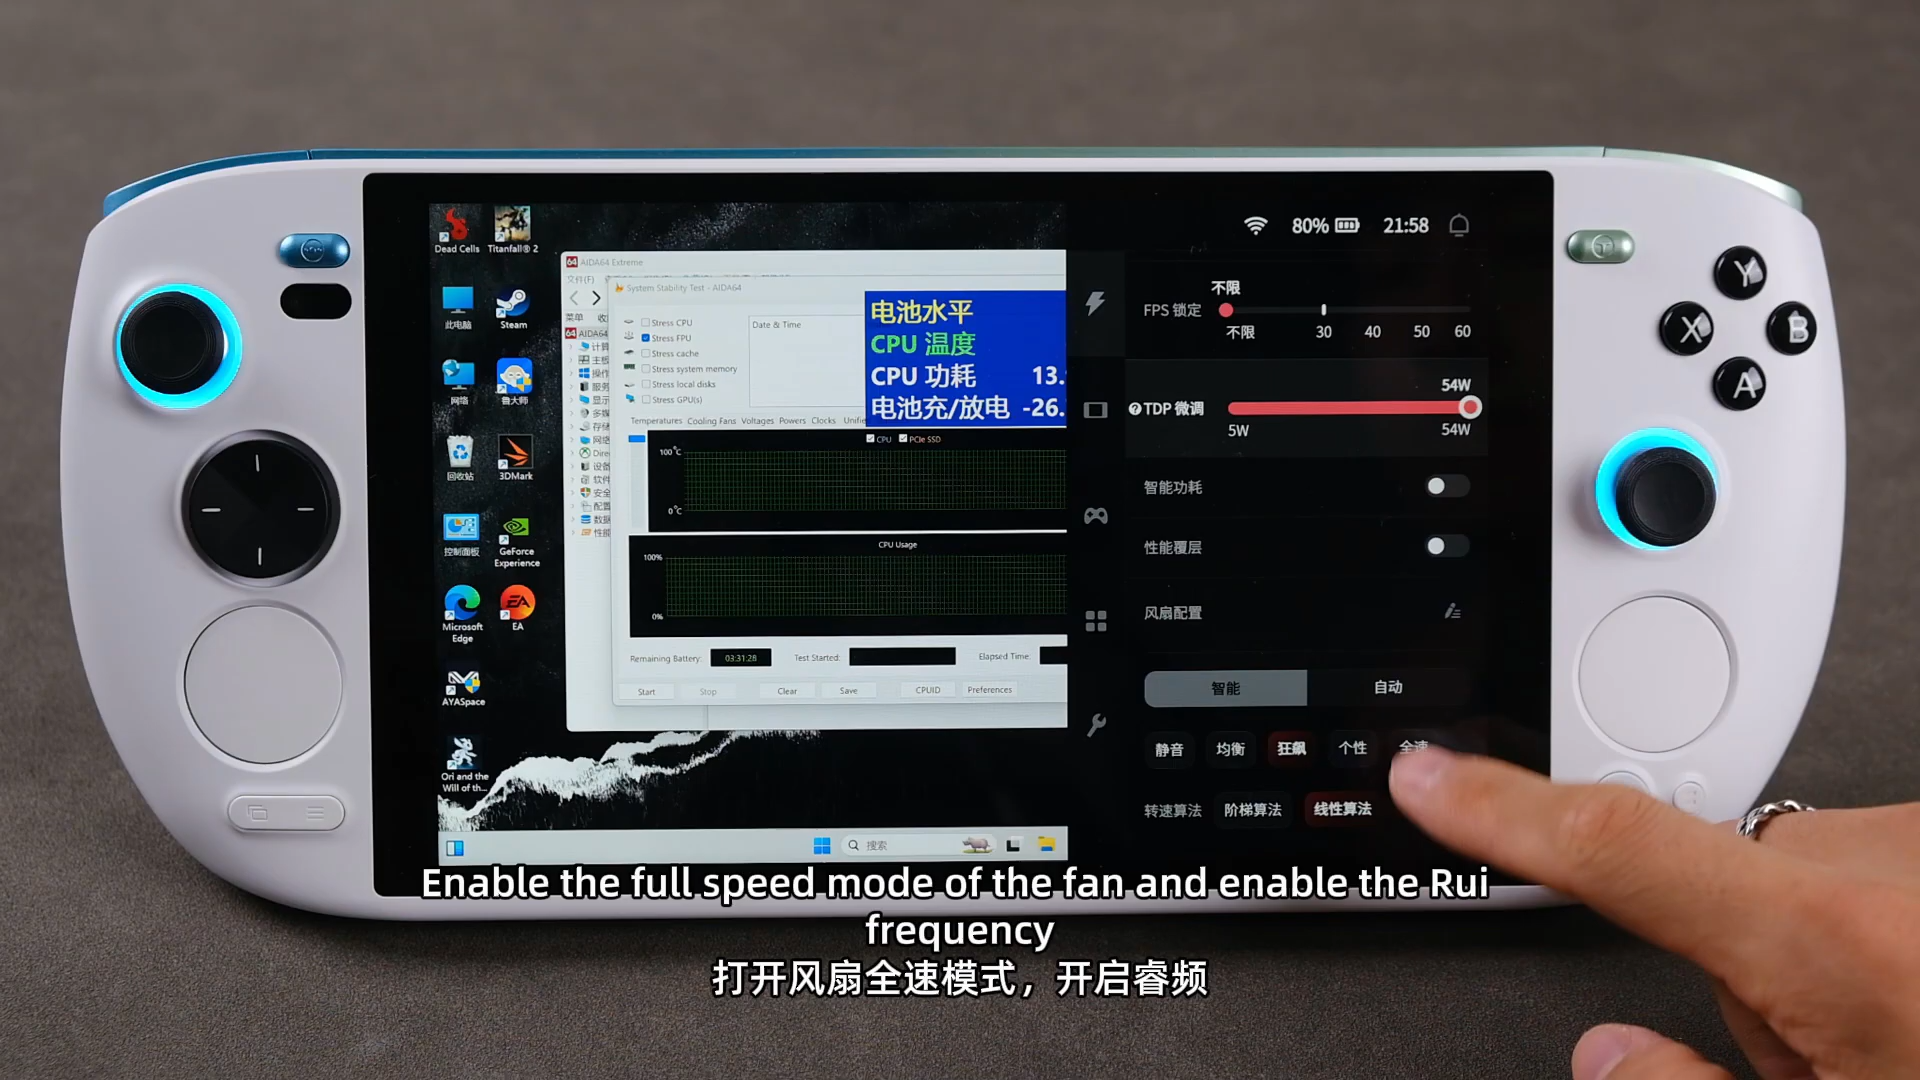 Dead Cells
Titanfall® 2
此电脑
Steam
网络
鲁大师
回收站
3DMark
控制面板
GeForce Experience
Microsoft Edge
EA
AYASpace
Ori and the Will of th...
AIDA64 Extreme
文件(F)
菜单
AIDA64
System Stability Test - AIDA64
Stress CPU
Stress FPU
Stress cache
Stress system memory
Stress local disks
Stress GPU(s)
Date & Time
电池水平
CPU 温度
CPU 功耗 13.
电池充/放电 -26.
Temperatures Cooling Fans Voltages Powers Clocks Unifie
CPU PCIe SSD
100°C
0°C
CPU Usage
100%
0%
Remaining Battery: 03:31:28 Test Started: Elapsed Time:
Start Stop Clear Save CPUID Preferences
搜索
80% 21:58
不限
FPS 锁定
不限 30 40 50 60
54W
TDP 微调
5W 54W
智能功耗
性能覆层
风扇配置
智能 自动
静音 均衡 狂飙 个性 全速
转速算法 阶梯算法 线性算法
Y
X
B
A
Enable the full speed mode of the fan and enable the Rui
frequency
打开风扇全速模式，开启睿频